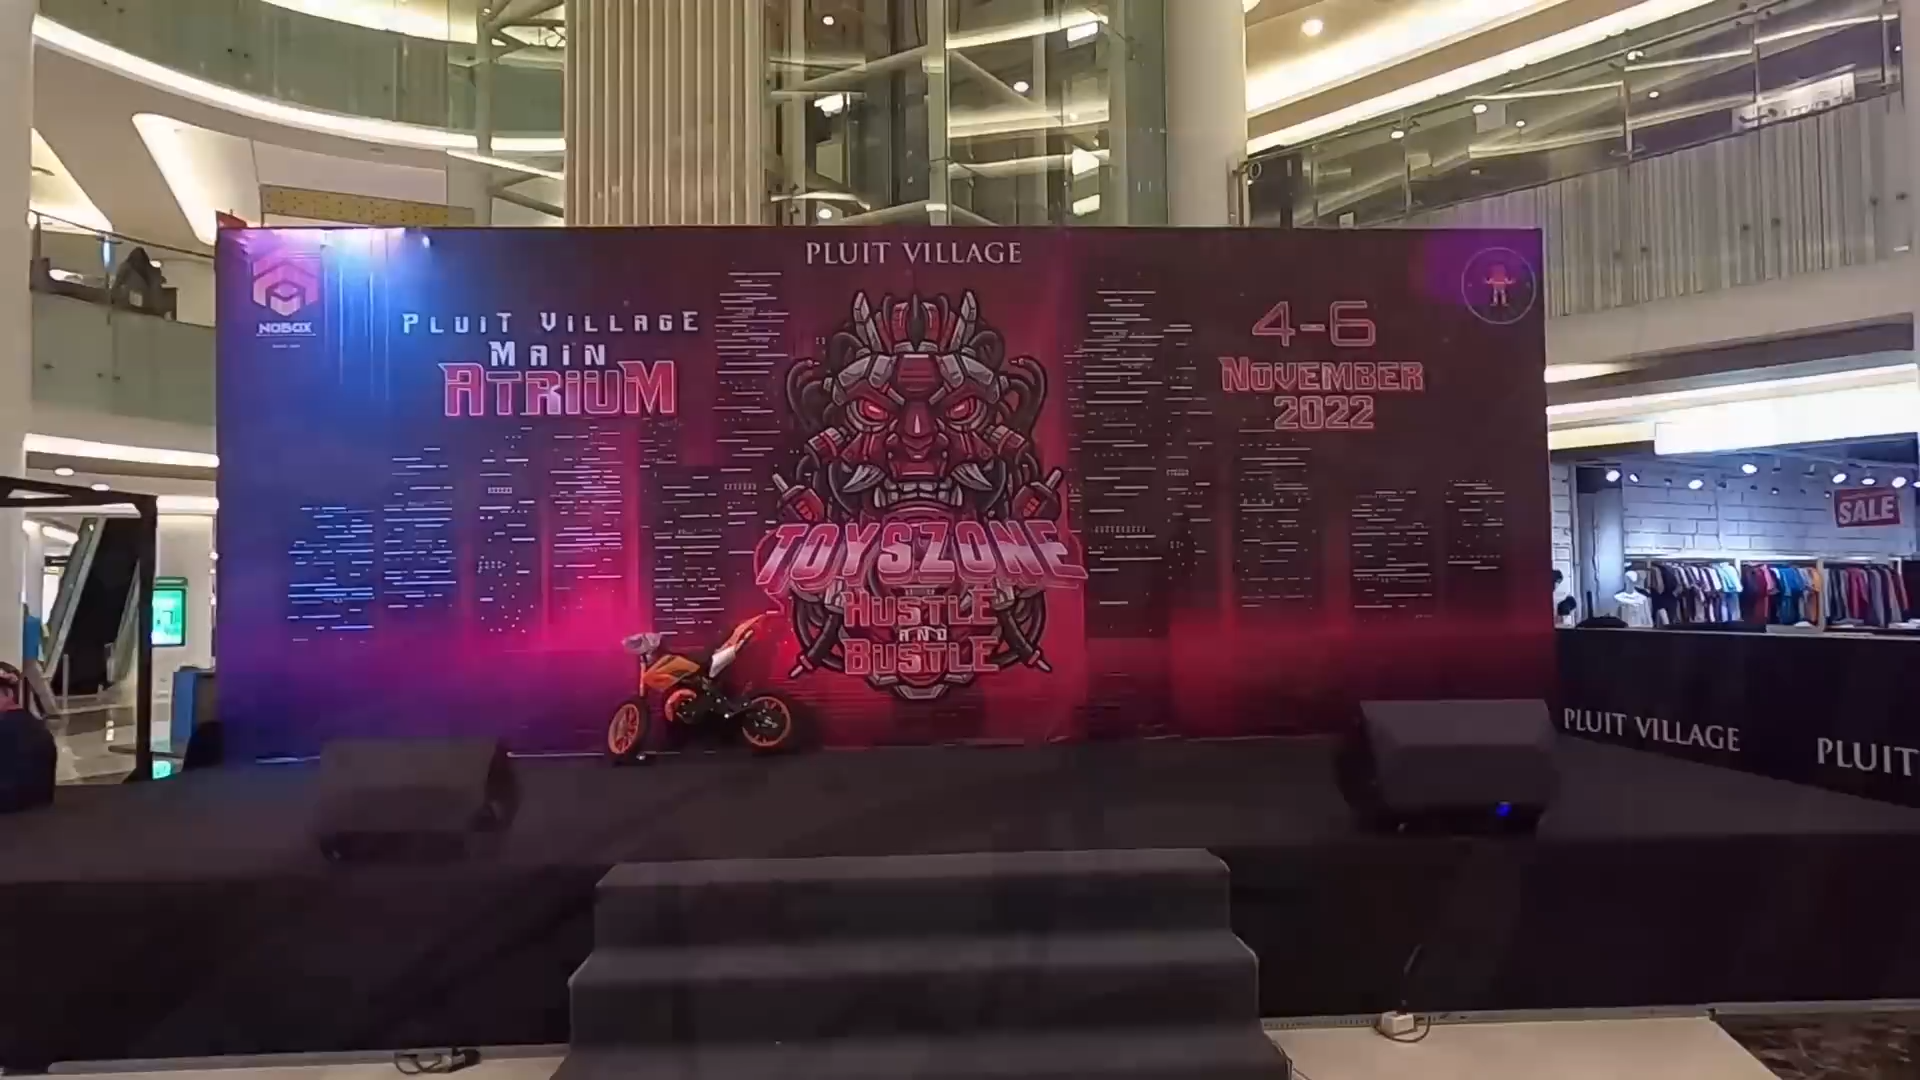 PLUIT VILLAGE
NOBOX
PLUIT VILLAGE
MAIN
ATRIUM
4-6
NOVEMBER
2022
TOYSZONE
HUSTLE
AND
BUSTLE
SALE
PLUIT VILLAGE
PLUIT